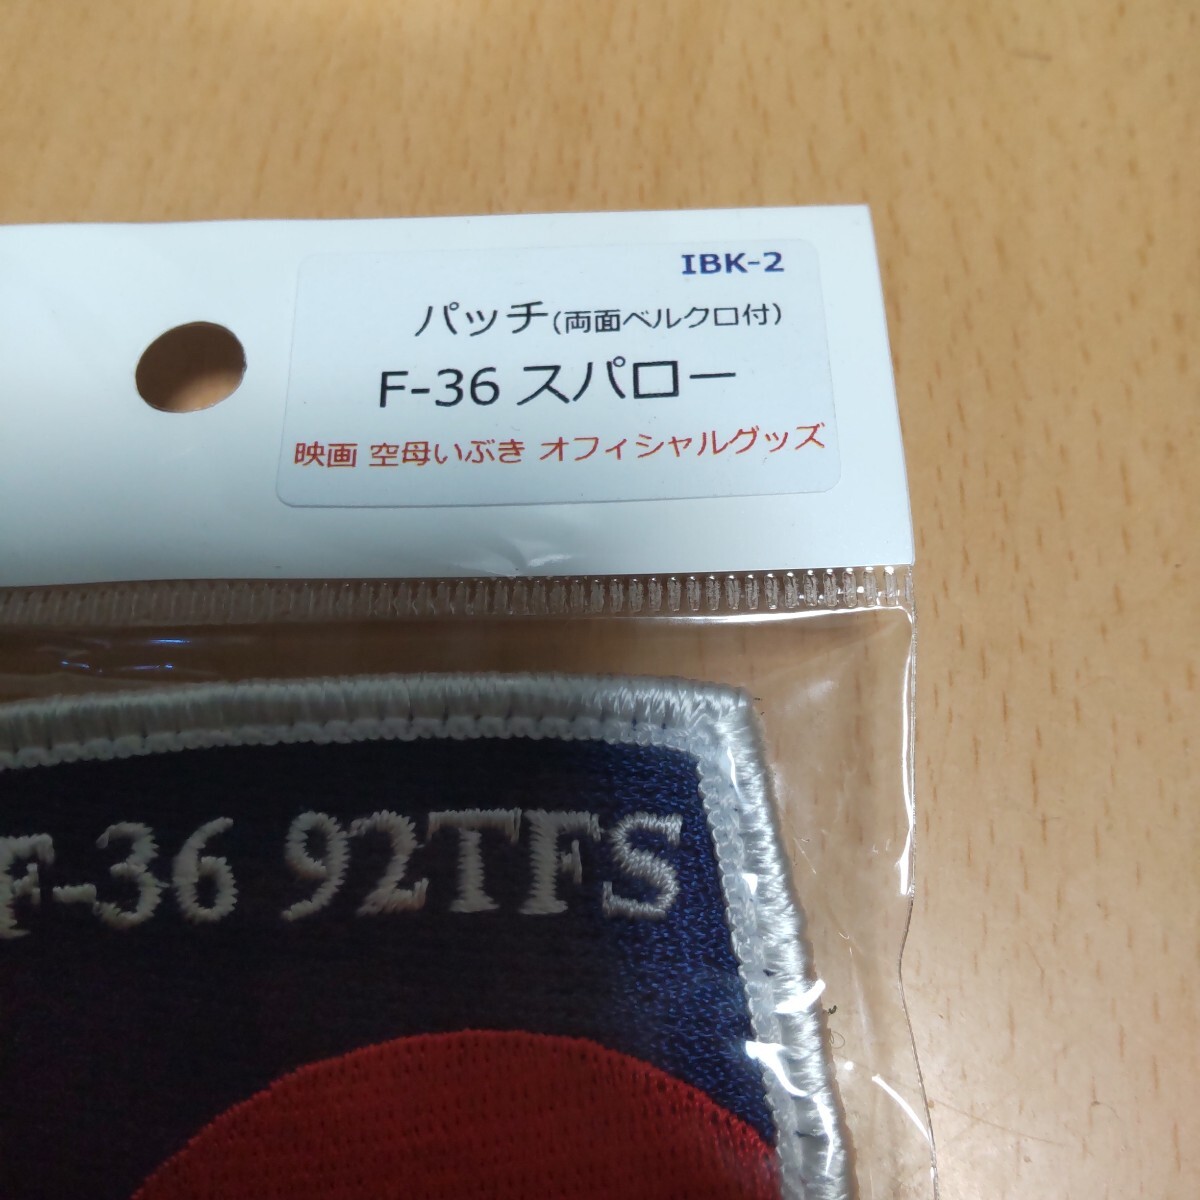 IBK-2
パッチ(両面ベルクロ付)
F-36 スパロー
映画 空母いぶき オフィシャルグッズ
F-36 92TFS